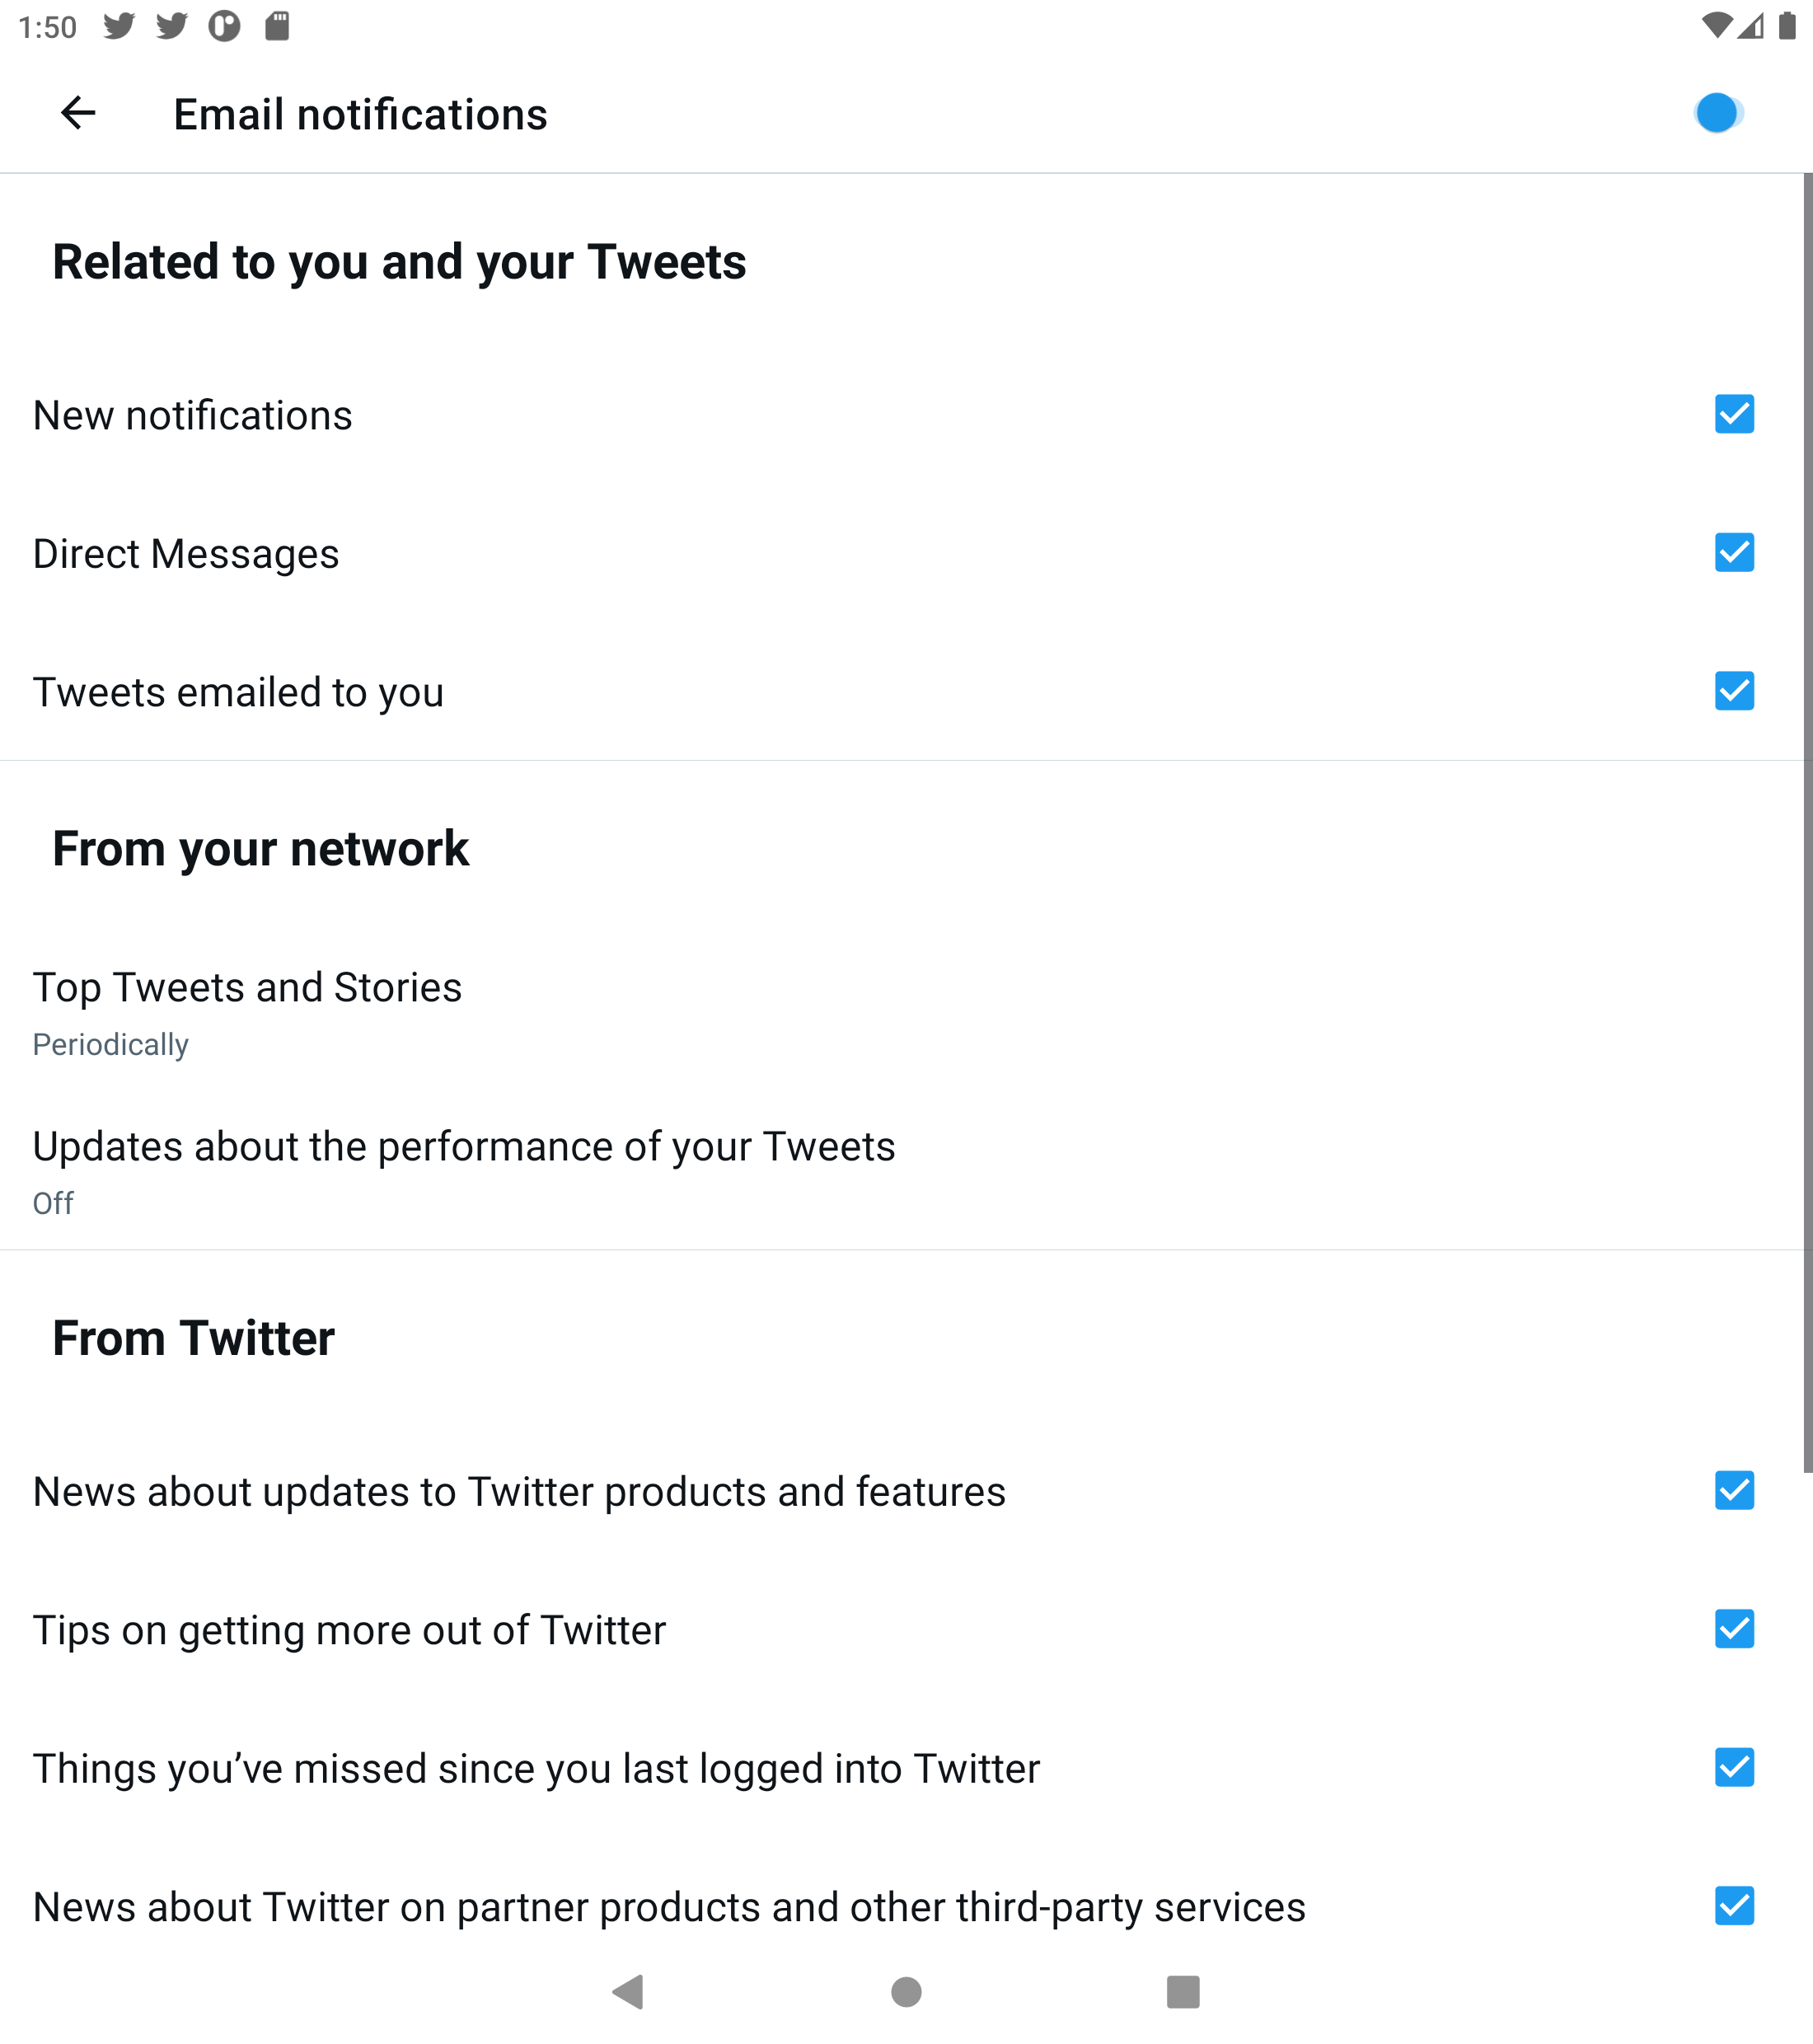 1:50
Email notifications
Related to you and your Tweets
New notifications
Direct Messages
Tweets emailed to you
From your network
Top Tweets and Stories
Periodically
Updates about the performance of your Tweets
Off
From Twitter
News about updates to Twitter products and features
Tips on getting more out of Twitter
Things you’ve missed since you last logged into Twitter
News about Twitter on partner products and other third-party services